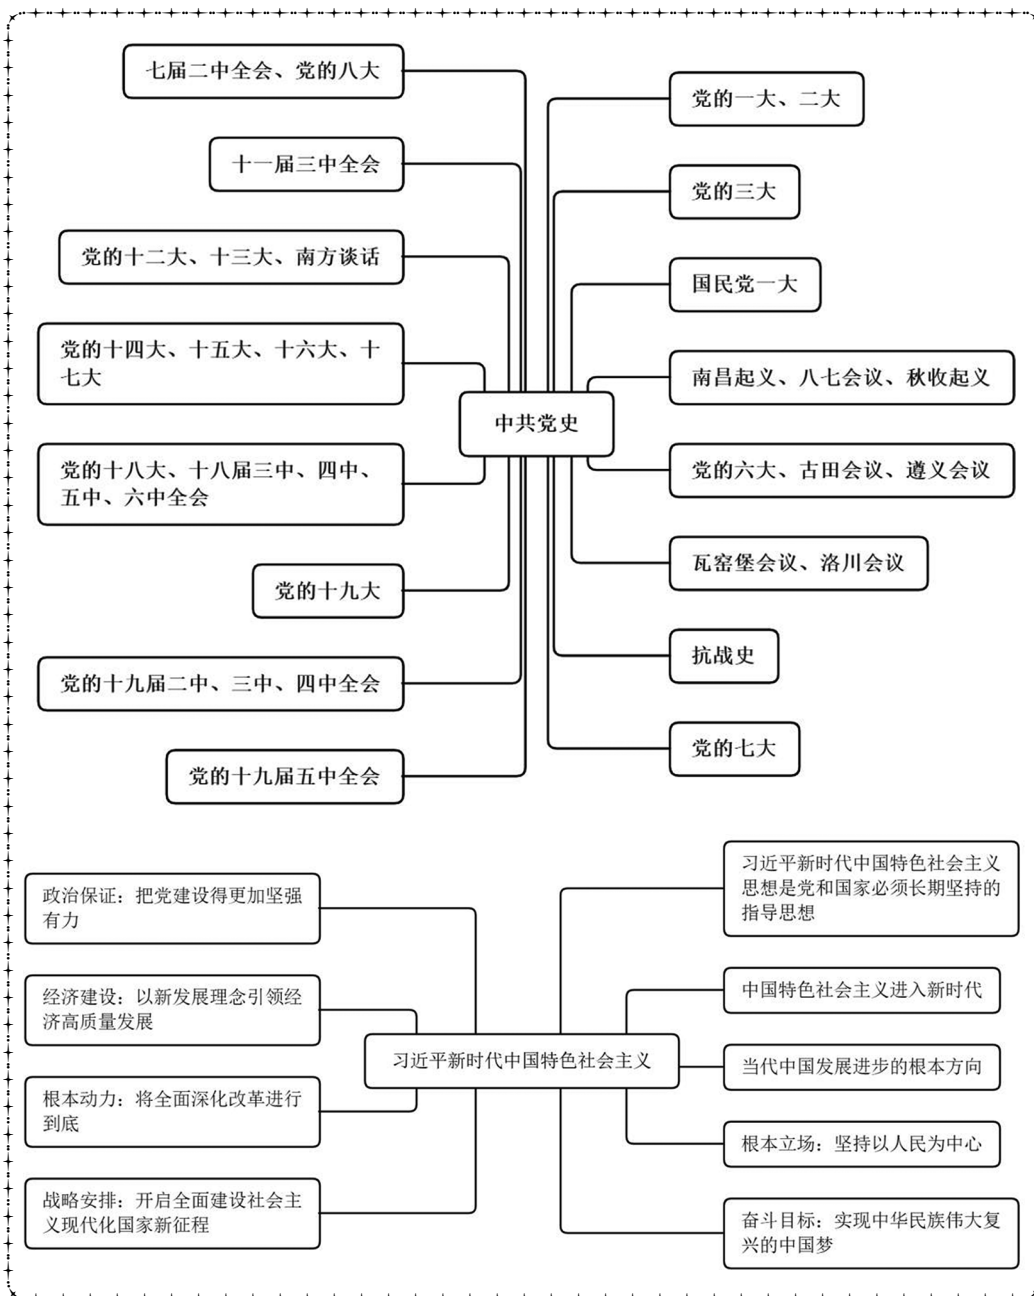 七届二中全会、党的八大
十一届三中全会
党的十二大、十三大、南方谈话
党的十四大、十五大、十六大、十
七大
党的十八大、十八届三中、四中、
五中、六中全会
党的十九大
党的十九届二中、三中、四中全会
党的十九届五中全会
中共党史
党的一大、二大
党的三大
国民党一大
南昌起义、八七会议、秋收起义
党的六大、古田会议、遵义会议
瓦窑堡会议、洛川会议
抗战史
党的七大
政治保证：把党建设得更加坚强
有力
经济建设：以新发展理念引领经
济高质量发展
根本动力：将全面深化改革进行
到底
战略安排：开启全面建设社会主
义现代化国家新征程
习近平新时代中国特色社会主义
习近平新时代中国特色社会主义
思想是党和国家必须长期坚持的
指导思想
中国特色社会主义进入新时代
当代中国发展进步的根本方向
根本立场：坚持以人民为中心
奋斗目标：实现中华民族伟大复
兴的中国梦